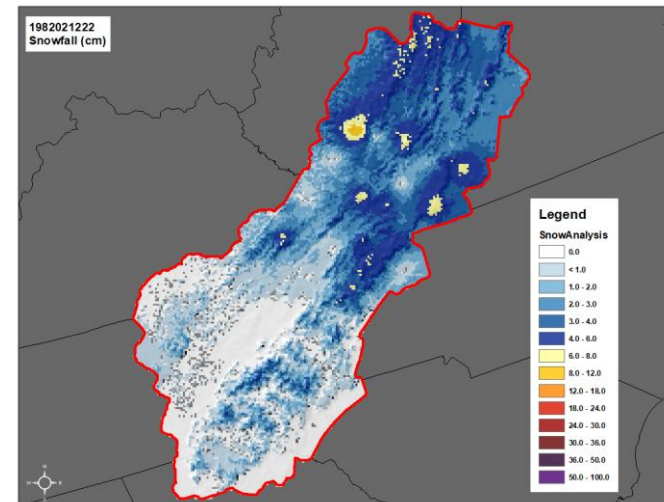 1982021222
Snowfall (cm)
Legend
SnowAnalysis
0.0
< 1.0
1.0 - 2.0
2.0 - 3.0
3.0 - 4.0
4.0 - 6.0
6.0 - 8.0
8.0 - 12.0
12.0 - 18.0
18.0 - 24.0
24.0 - 30.0
30.0 - 36.0
36.0 - 50.0
50.0 - 100.0
N
W E
S